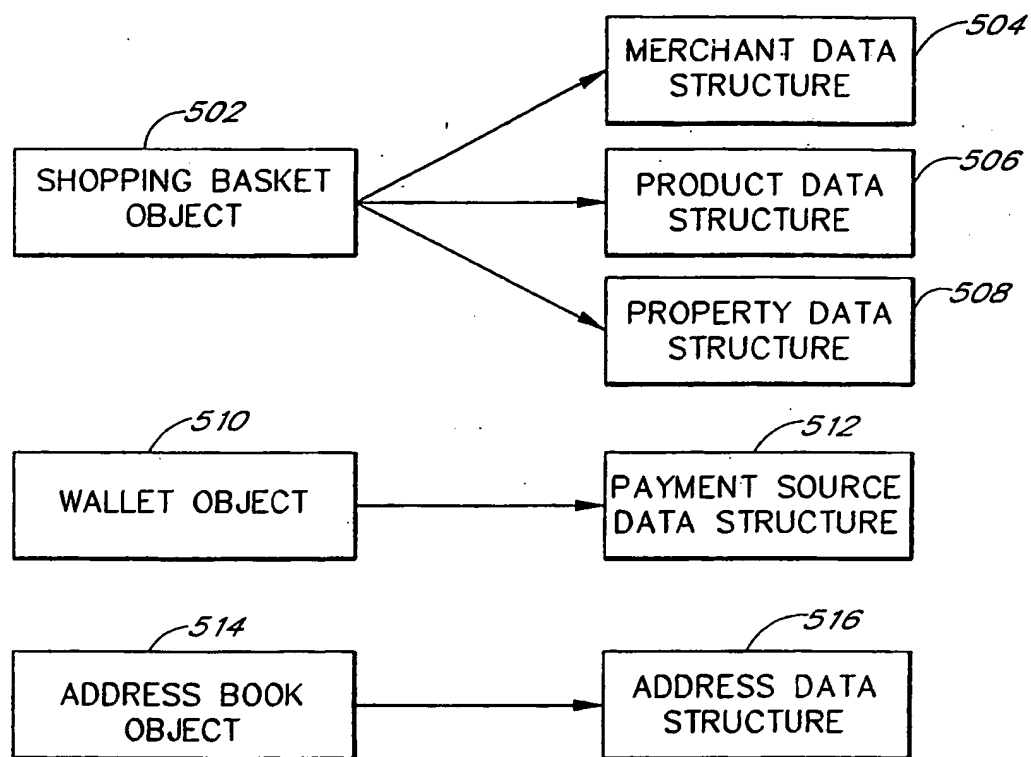 504
MERCHANT DATA
STRUCTURE
502
SHOPPING BASKET
OBJECT
506
PRODUCT DATA
STRUCTURE
508
PROPERTY DATA
STRUCTURE
510
WALLET OBJECT
512
PAYMENT SOURCE
DATA STRUCTURE
514
ADDRESS BOOK
OBJECT
516
ADDRESS DATA
STRUCTURE